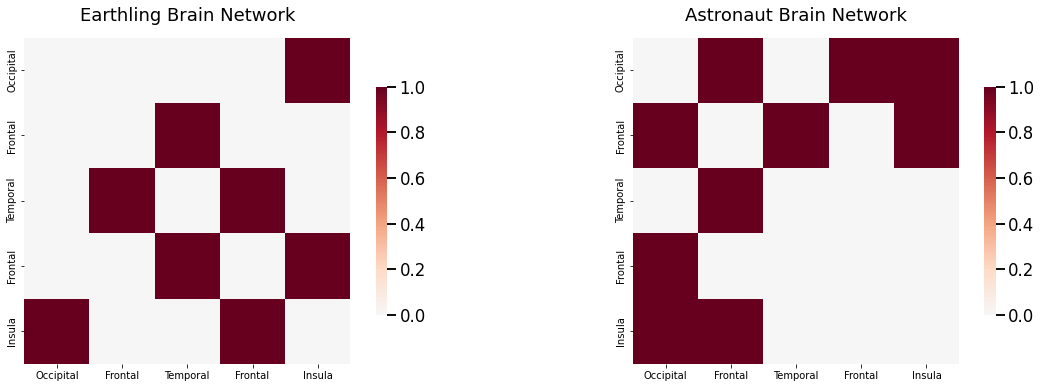 Earthling Brain Network
Astronaut Brain Network
Occipital
Frontal
Temporal
Frontal
Insula
Occipital Frontal Temporal Frontal Insula
1.0
0.8
0.6
0.4
0.2
0.0
Occipital
Frontal
Temporal
Frontal
Insula
Occipital Frontal Temporal Frontal Insula
1.0
0.8
0.6
0.4
0.2
0.0